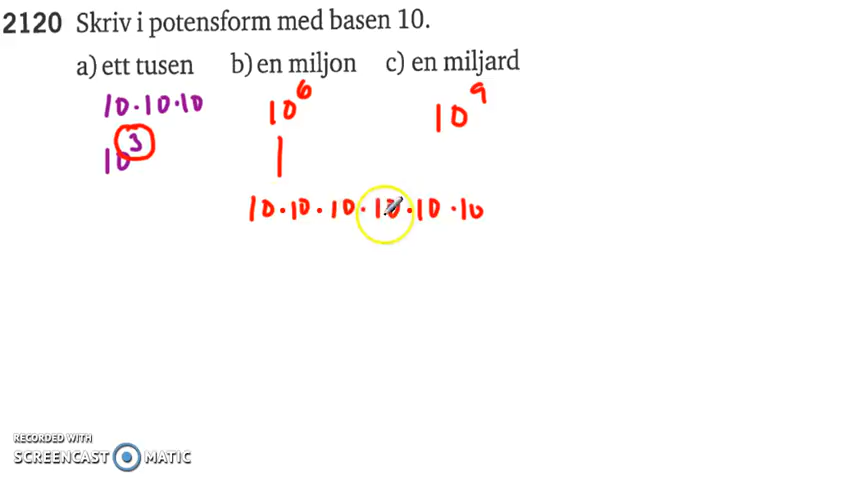 2120 Skriv i potensform med basen 10.
a) ett tusen b) en miljon c) en miljard
10·10·10 10⁶ 10⁹
10³ |
10·10·10·10·10·10
RECORDED WITH
SCREENCAST MATIC